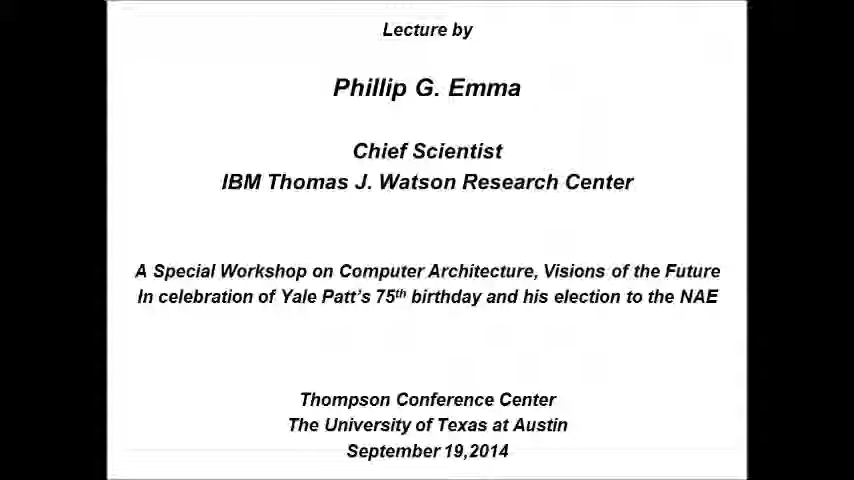 Lecture by
Phillip G. Emma
Chief Scientist
IBM Thomas J. Watson Research Center
A Special Workshop on Computer Architecture, Visions of the Future
In celebration of Yale Patt's 75th birthday and his election to the NAE
Thompson Conference Center
The University of Texas at Austin
September 19,2014